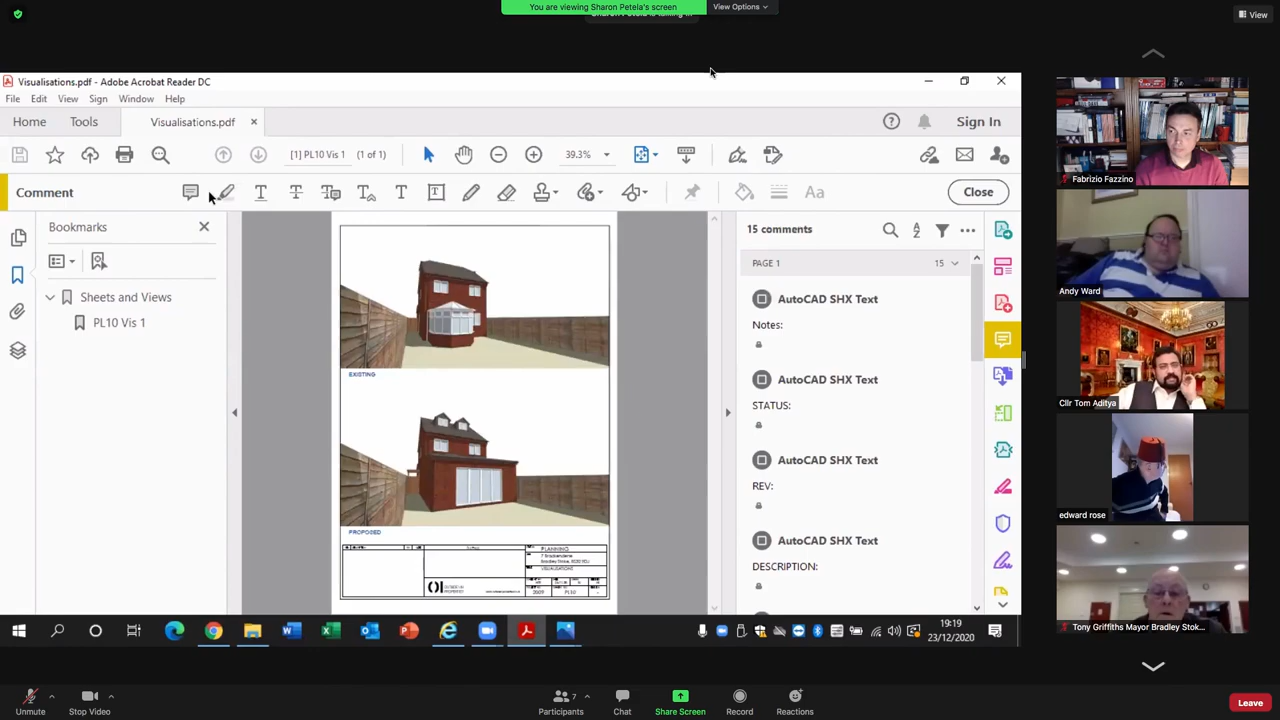 You are viewing Sharon Petela's screen
View Options
View
Visualisations.pdf - Adobe Acrobat Reader DC
File Edit View Sign Window Help
Home Tools Visualisations.pdf × Sign In
[1] PL10 Vis 1 (1 of 1) 39.3%
Comment Close
Bookmarks
Sheets and Views
PL10 Vis 1
EXISTING
PROPOSED
PLANNING
VISUALISATIONS
PL10
15 comments
PAGE 1 15
AutoCAD SHX Text
Notes:
AutoCAD SHX Text
STATUS:
AutoCAD SHX Text
REV:
AutoCAD SHX Text
DESCRIPTION:
Fabrizio Fazzino
Andy Ward
Cllr Tom Aditya
edward rose
Tony Griffiths Mayor Bradley Stok...
19:19
23/12/2020
Unmute Stop Video Participants 7 Chat Share Screen Record Reactions Leave